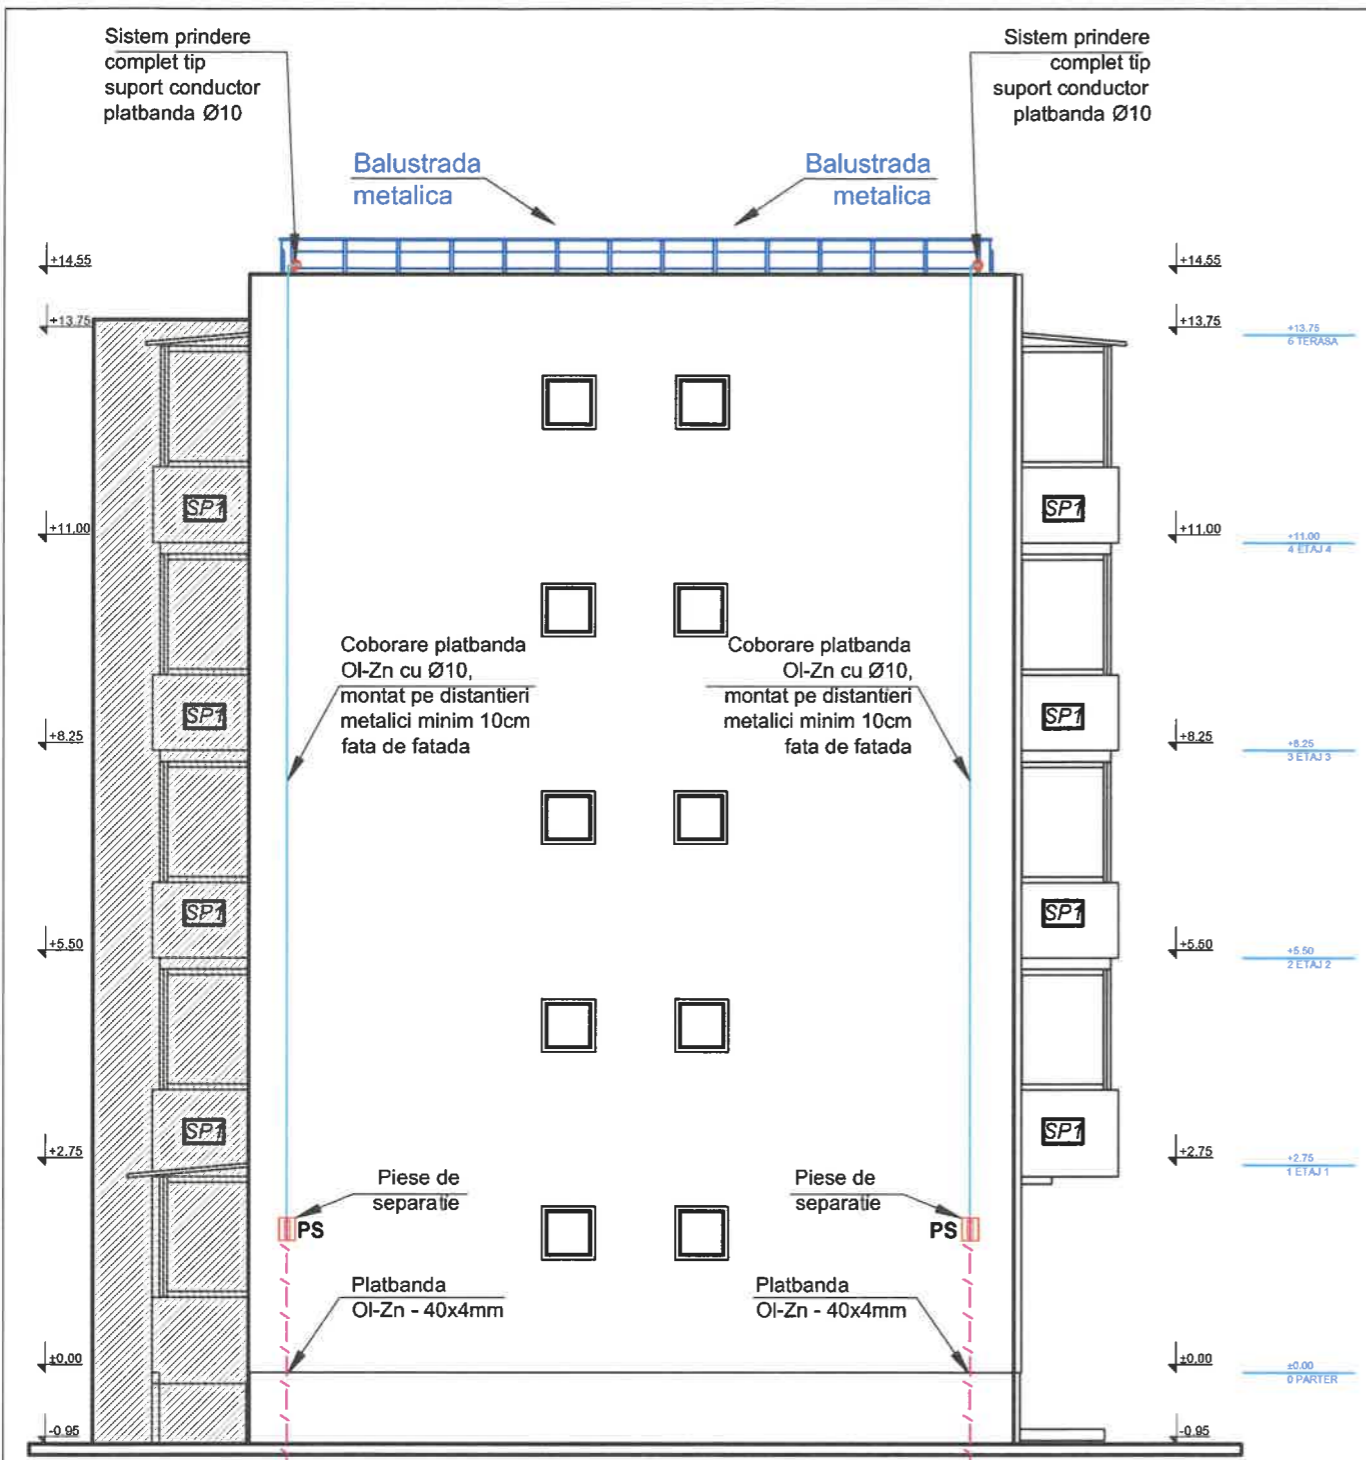 Sistem prindere
complet tip
suport conductor
platbanda Ø10
Sistem prindere
complet tip
suport conductor
platbanda Ø10
Balustrada
metalica
Balustrada
metalica
+14.55
+14.55
+13.75
+13.75
+13.75
6 TERASA
SP1
SP1
+11.00
+11.00
+11.00
4 ETAJ 4
Coborare platbanda
Ol-Zn cu Ø10,
montat pe distantieri
metalici minim 10cm
fata de fatada
Coborare platbanda
Ol-Zn cu Ø10,
montat pe distantieri
metalici minim 10cm
fata de fatada
SP1
SP1
+8.25
+8.25
+8.25
3 ETAJ 3
SP1
SP1
+5.50
+5.50
+5.50
2 ETAJ 2
SP1
SP1
+2.75
+2.75
+2.75
1 ETAJ 1
Piese de
separatie
Piese de
separatie
PS
PS
Platbanda
Ol-Zn - 40x4mm
Platbanda
Ol-Zn - 40x4mm
±0.00
±0.00
±0.00
0 PARTER
-0.95
-0.95